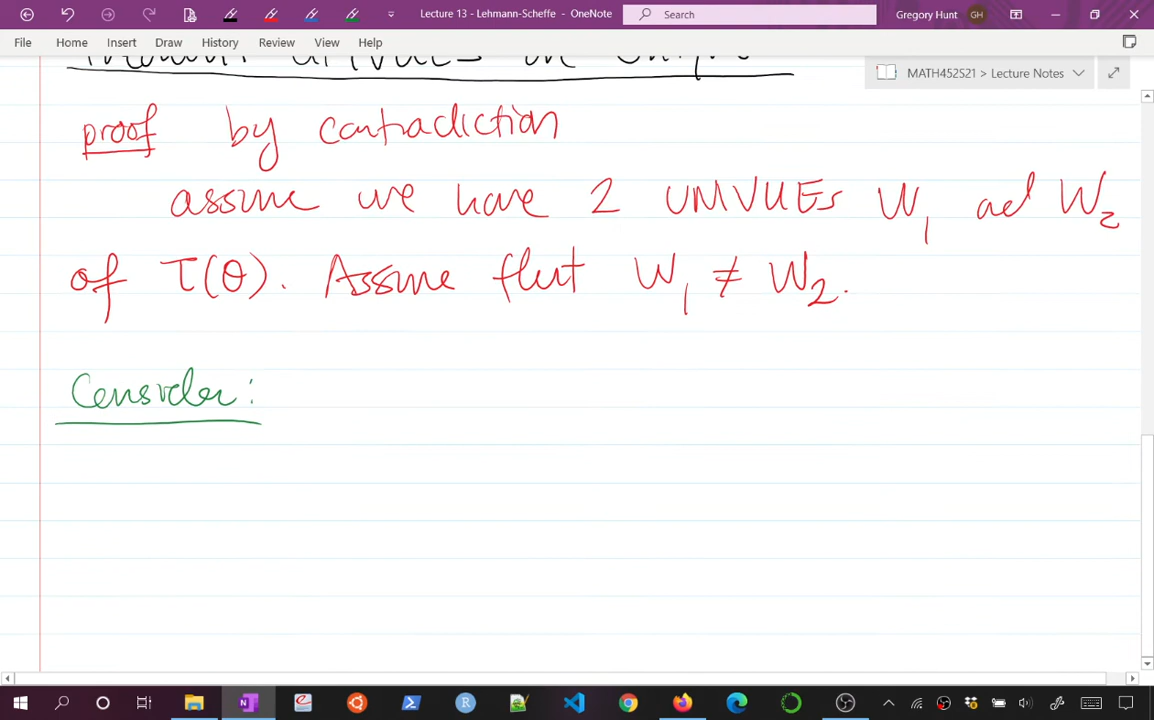 Lecture 13 - Lehmann-Scheffe - OneNote
Search
Gregory Hunt
GH
File Home Insert Draw History Review View Help
MATH452S21 > Lecture Notes
proof by contradiction
assume we have 2 UMVUEs W₁ and W₂
of τ(θ). Assume that W₁ ≠ W₂.
Consider: